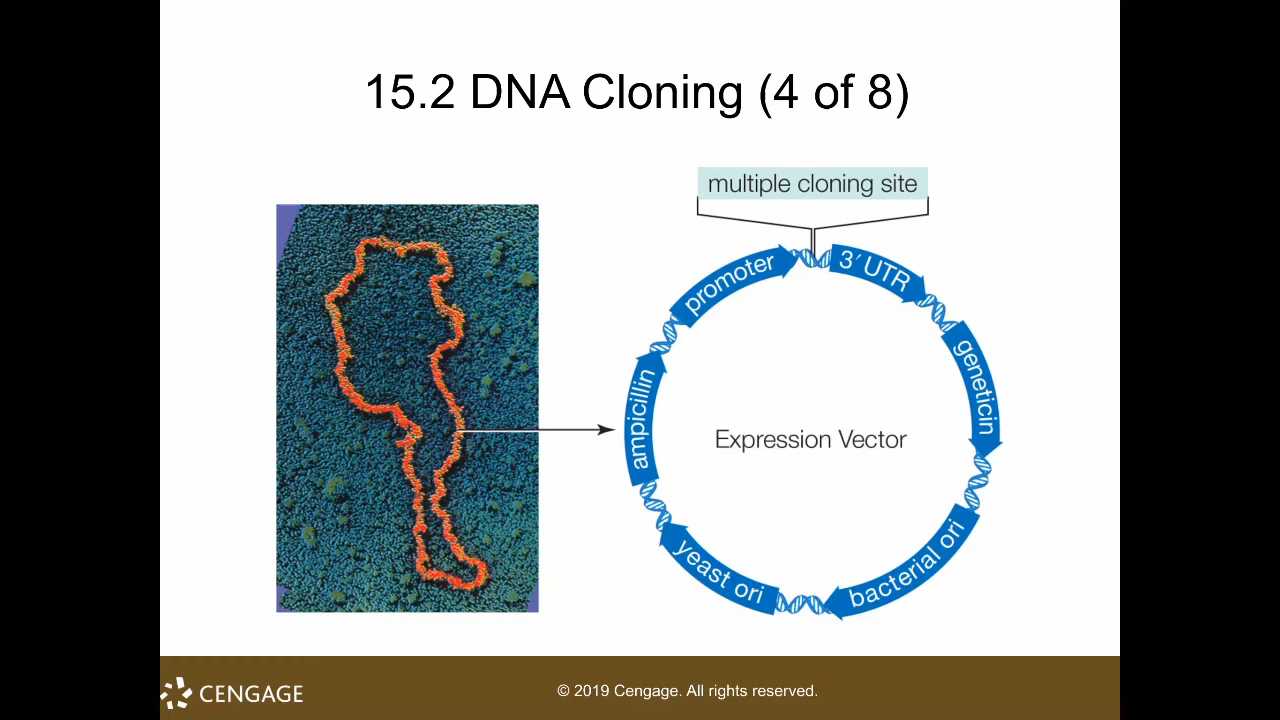 15.2 DNA Cloning (4 of 8)
multiple cloning site
promoter
3′ UTR
geneticin
ampicillin
Expression Vector
yeast ori
bacterial ori
CENGAGE
© 2019 Cengage. All rights reserved.